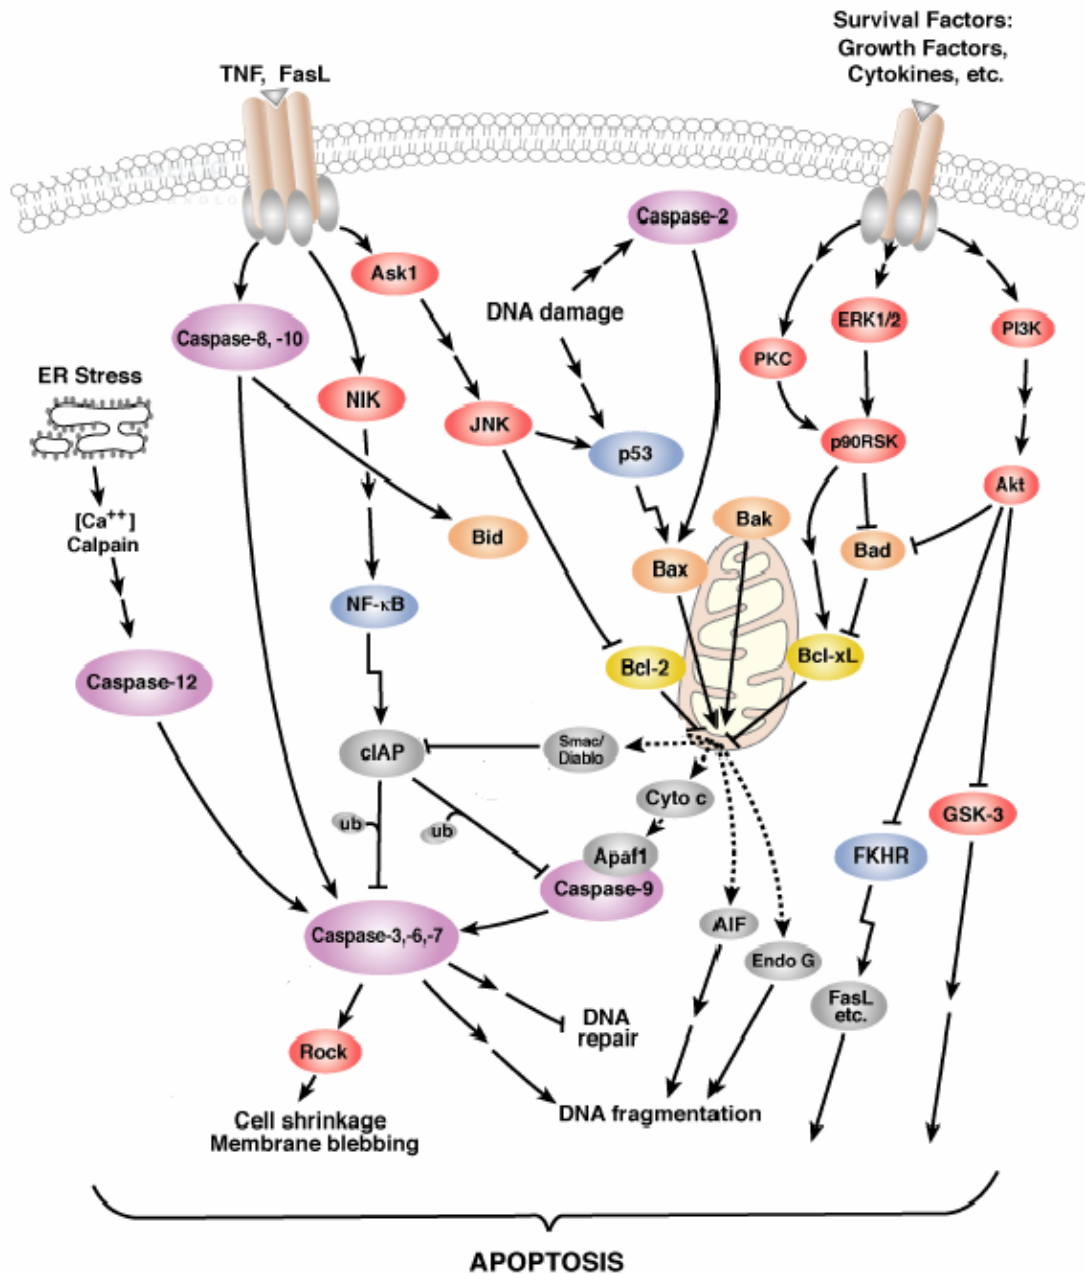 Survival Factors:
Growth Factors,
Cytokines, etc.
TNF, FasL
Caspase-2
Ask1
DNA damage
Caspase-8, -10
ERK1/2
PI3K
PKC
ER Stress
NIK
JNK
p53
p90RSK
Akt
[Ca++]
Calpain
Bid
Bak
Bax
Bad
NF-κB
Caspase-12
Bcl-2
Bcl-xL
cIAP
Smac/
Diablo
Cyto c
ub
ub
GSK-3
Apaf1
FKHR
Caspase-9
AIF
Caspase-3,-6,-7
Endo G
FasL
etc.
DNA
repair
Rock
DNA fragmentation
Cell shrinkage
Membrane blebbing
APOPTOSIS